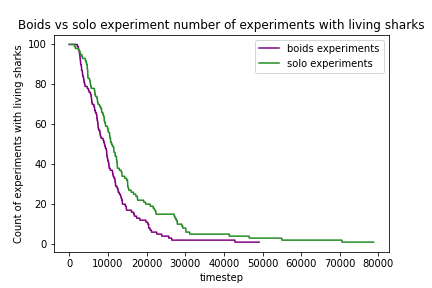 Boids vs solo experiment number of experiments with living sharks
boids experiments
solo experiments
Count of experiments with living sharks
100
80
60
40
20
0
0 10000 20000 30000 40000 50000 60000 70000 80000
timestep